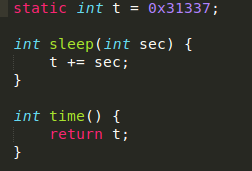 static int t = 0x31337;
int sleep(int sec) {
    t += sec;
}
int time() {
    return t;
}